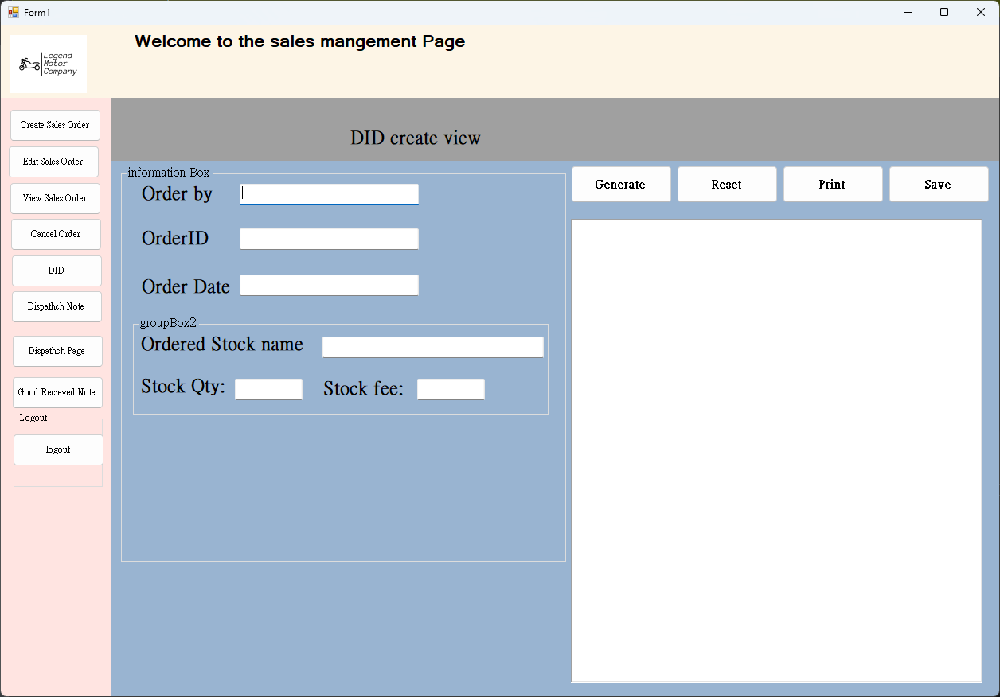 Form1
Legend
Motor
Company
Welcome to the sales mangement Page
Create Sales Order
Edit Sales Order
View Sales Order
Cancel Order
DID
Dispathch Note
Dispathch Page
Good Recieved Note
Logout
logout
DID create view
information Box
Order by
OrderID
Order Date
groupBox2
Ordered Stock name
Stock Qty:
Stock fee:
Generate
Reset
Print
Save